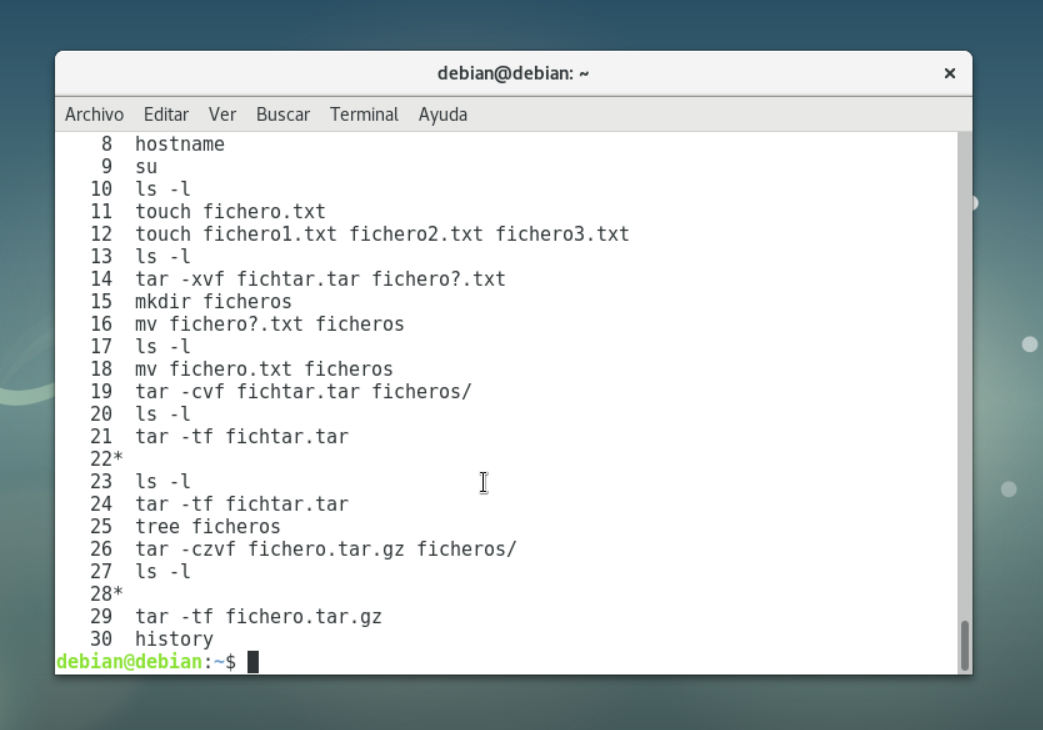 debian@debian: ~
Archivo Editar Ver Buscar Terminal Ayuda
8 hostname
9 su
10 ls -l
11 touch fichero.txt
12 touch fichero1.txt fichero2.txt fichero3.txt
13 ls -l
14 tar -xvf fichtar.tar fichero?.txt
15 mkdir ficheros
16 mv fichero?.txt ficheros
17 ls -l
18 mv fichero.txt ficheros
19 tar -cvf fichtar.tar ficheros/
20 ls -l
21 tar -tf fichtar.tar
22*
23 ls -l
24 tar -tf fichtar.tar
25 tree ficheros
26 tar -czvf fichero.tar.gz ficheros/
27 ls -l
28*
29 tar -tf fichero.tar.gz
30 history
debian@debian:~$